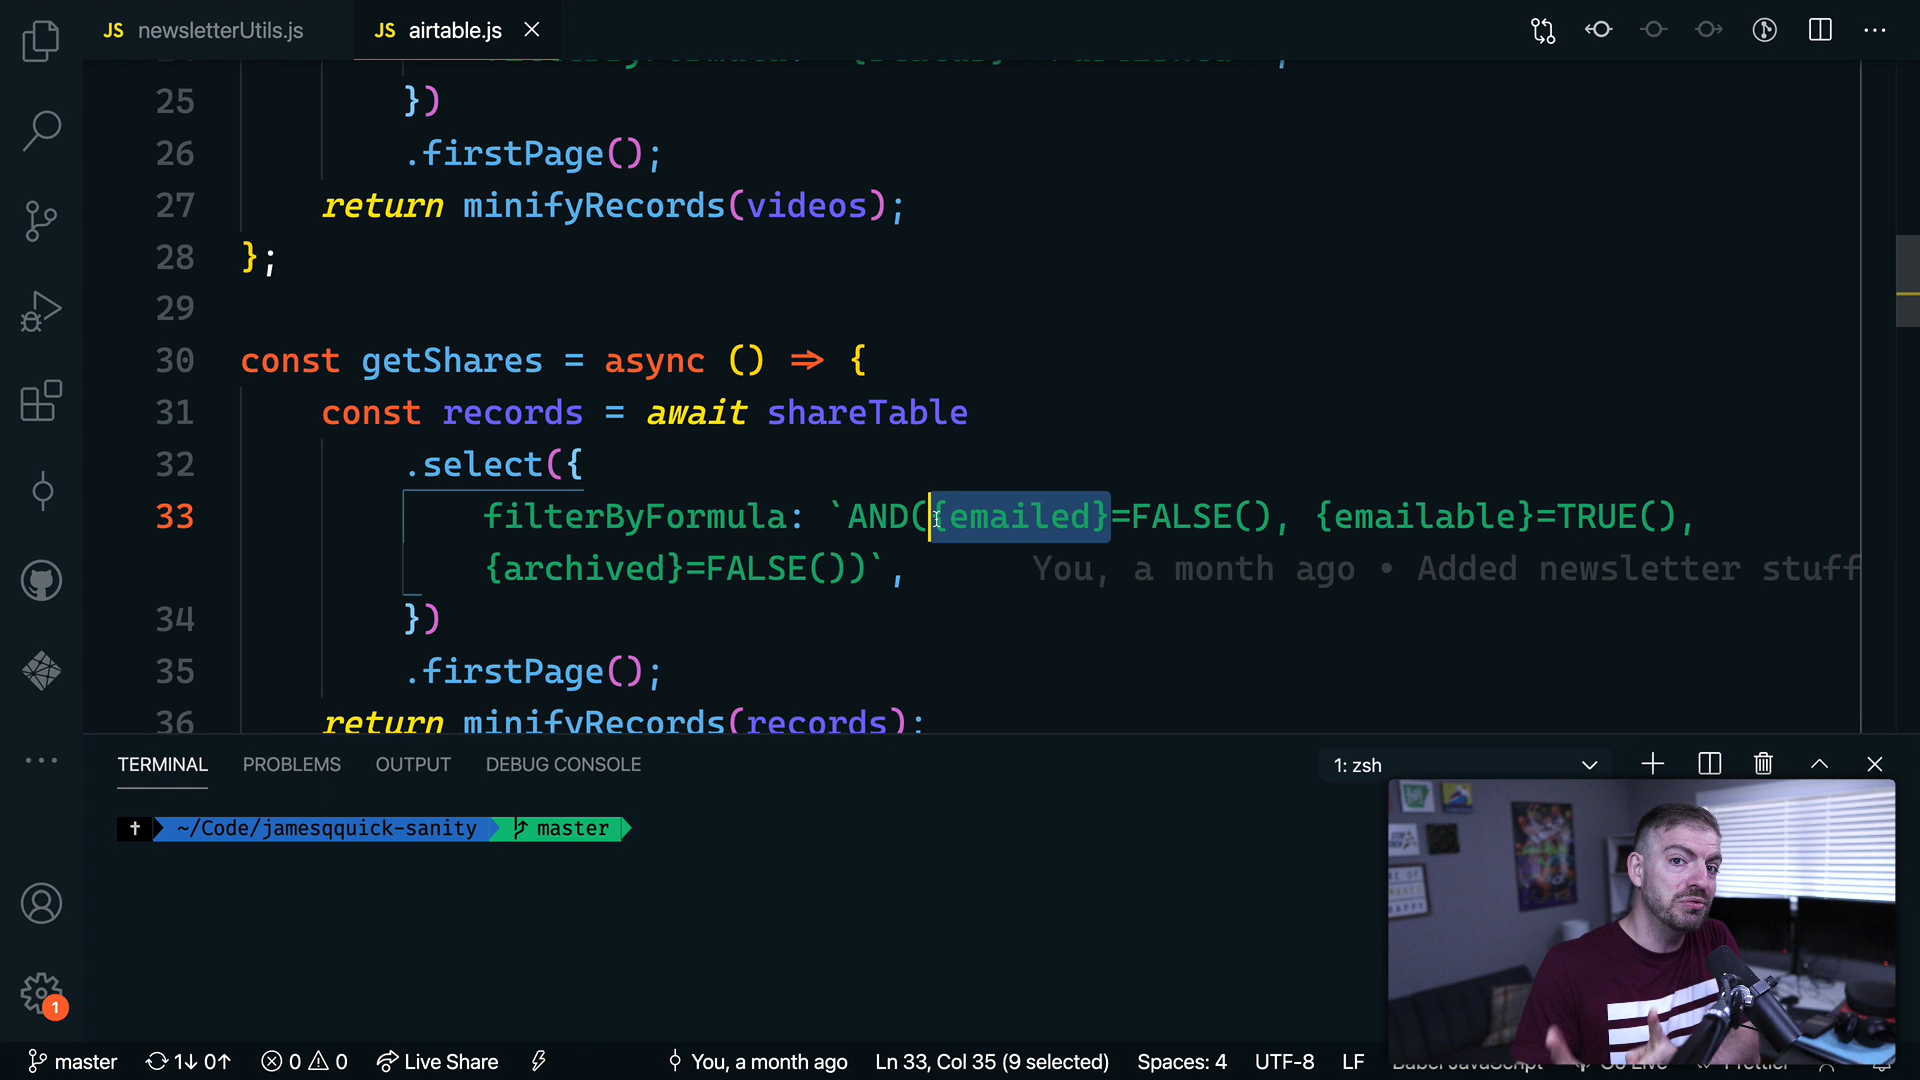 JS newsletterUtils.js
JS airtable.js
25 })
26 .firstPage();
27 return minifyRecords(videos);
28 };
29
30 const getShares = async () => {
31 const records = await shareTable
32 .select({
33 filterByFormula: `AND({emailed}=FALSE(), {emailable}=TRUE(),
{archived}=FALSE())`, You, a month ago • Added newsletter stuff
34 })
35 .firstPage();
36 return minifyRecords(records);
TERMINAL PROBLEMS OUTPUT DEBUG CONSOLE 1: zsh
~/Code/jamesqquick-sanity master
1
master 1↓ 0↑ 0 0 Live Share You, a month ago Ln 33, Col 35 (9 selected) Spaces: 4 UTF-8 LF Babel JavaScript Prettier